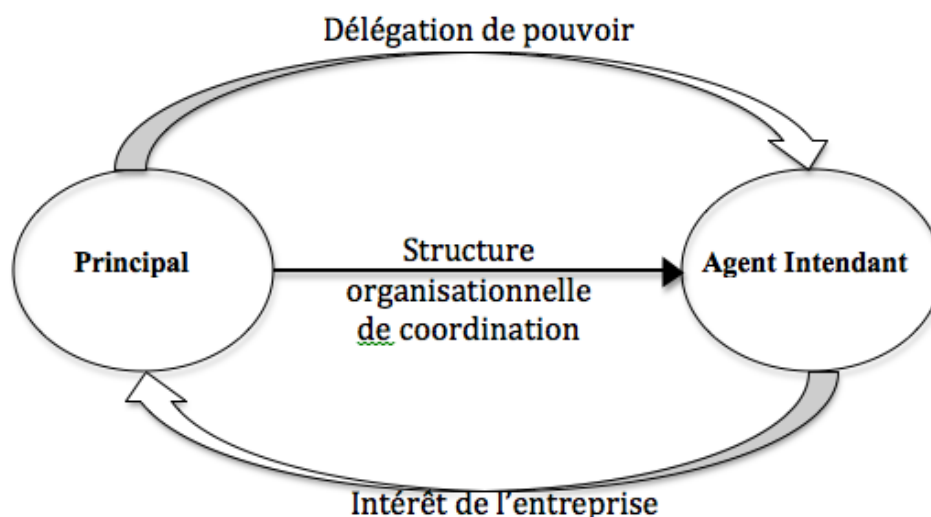 Délégation de pouvoir
Principal
Structure
organisationnelle
de coordination
Agent Intendant
Intérêt de l'entreprise